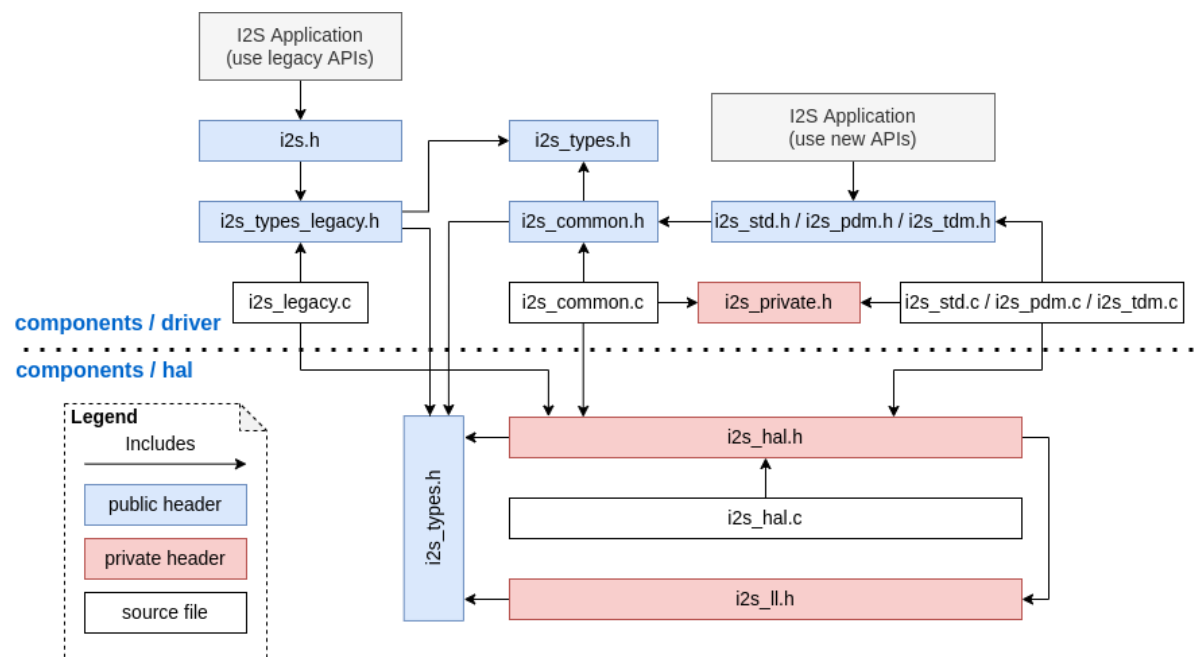 I2S Application
(use legacy APIs)
I2S Application
(use new APIs)
i2s.h
i2s_types.h
i2s_types_legacy.h
i2s_common.h
i2s_std.h / i2s_pdm.h / i2s_tdm.h
i2s_legacy.c
i2s_common.c
i2s_private.h
i2s_std.c / i2s_pdm.c / i2s_tdm.c
components / driver
components / hal
Legend
Includes
public header
private header
source file
i2s_types.h
i2s_hal.h
i2s_hal.c
i2s_ll.h